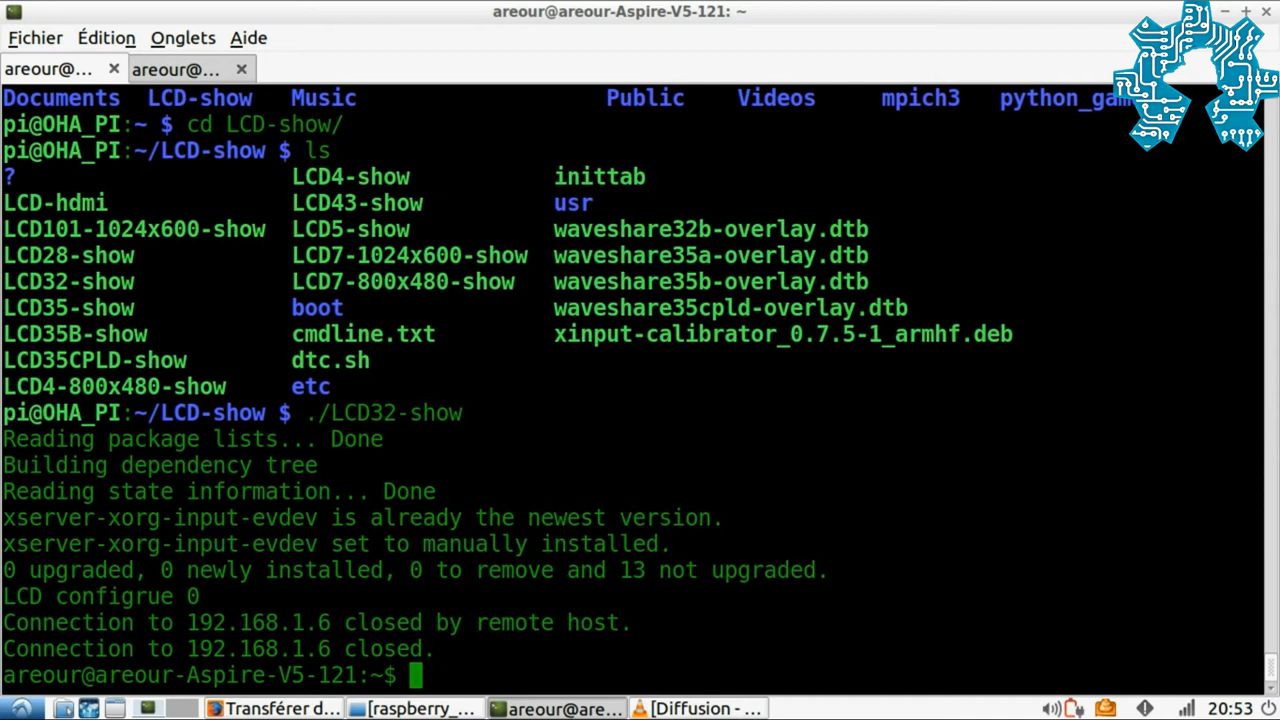 areour@areour-Aspire-V5-121: ~
Fichier Édition Onglets Aide
areour@... areour@...
Documents LCD-show Music Public Videos mpich3 python_gam
pi@OHA_PI:~ $ cd LCD-show/
pi@OHA_PI:~/LCD-show $ ls
? LCD4-show inittab
LCD-hdmi LCD43-show usr
LCD101-1024x600-show LCD5-show waveshare32b-overlay.dtb
LCD28-show LCD7-1024x600-show waveshare35a-overlay.dtb
LCD32-show LCD7-800x480-show waveshare35b-overlay.dtb
LCD35-show boot waveshare35cpld-overlay.dtb
LCD35B-show cmdline.txt xinput-calibrator_0.7.5-1_armhf.deb
LCD35CPLD-show dtc.sh
LCD4-800x480-show etc
pi@OHA_PI:~/LCD-show $ ./LCD32-show
Reading package lists... Done
Building dependency tree
Reading state information... Done
xserver-xorg-input-evdev is already the newest version.
xserver-xorg-input-evdev set to manually installed.
0 upgraded, 0 newly installed, 0 to remove and 13 not upgraded.
LCD configrue 0
Connection to 192.168.1.6 closed by remote host.
Connection to 192.168.1.6 closed.
areour@areour-Aspire-V5-121:~$
Transférer d... [raspberry_... areour@are... [Diffusion - ... 20:53